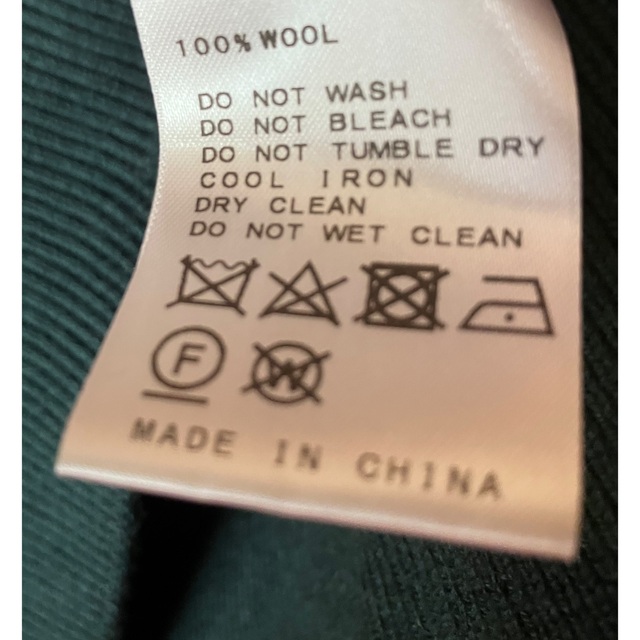 100% WOOL
DO NOT WASH
DO NOT BLEACH
DO NOT TUMBLE DRY
COOL IRON
DRY CLEAN
DO NOT WET CLEAN
F W
MADE IN CHINA